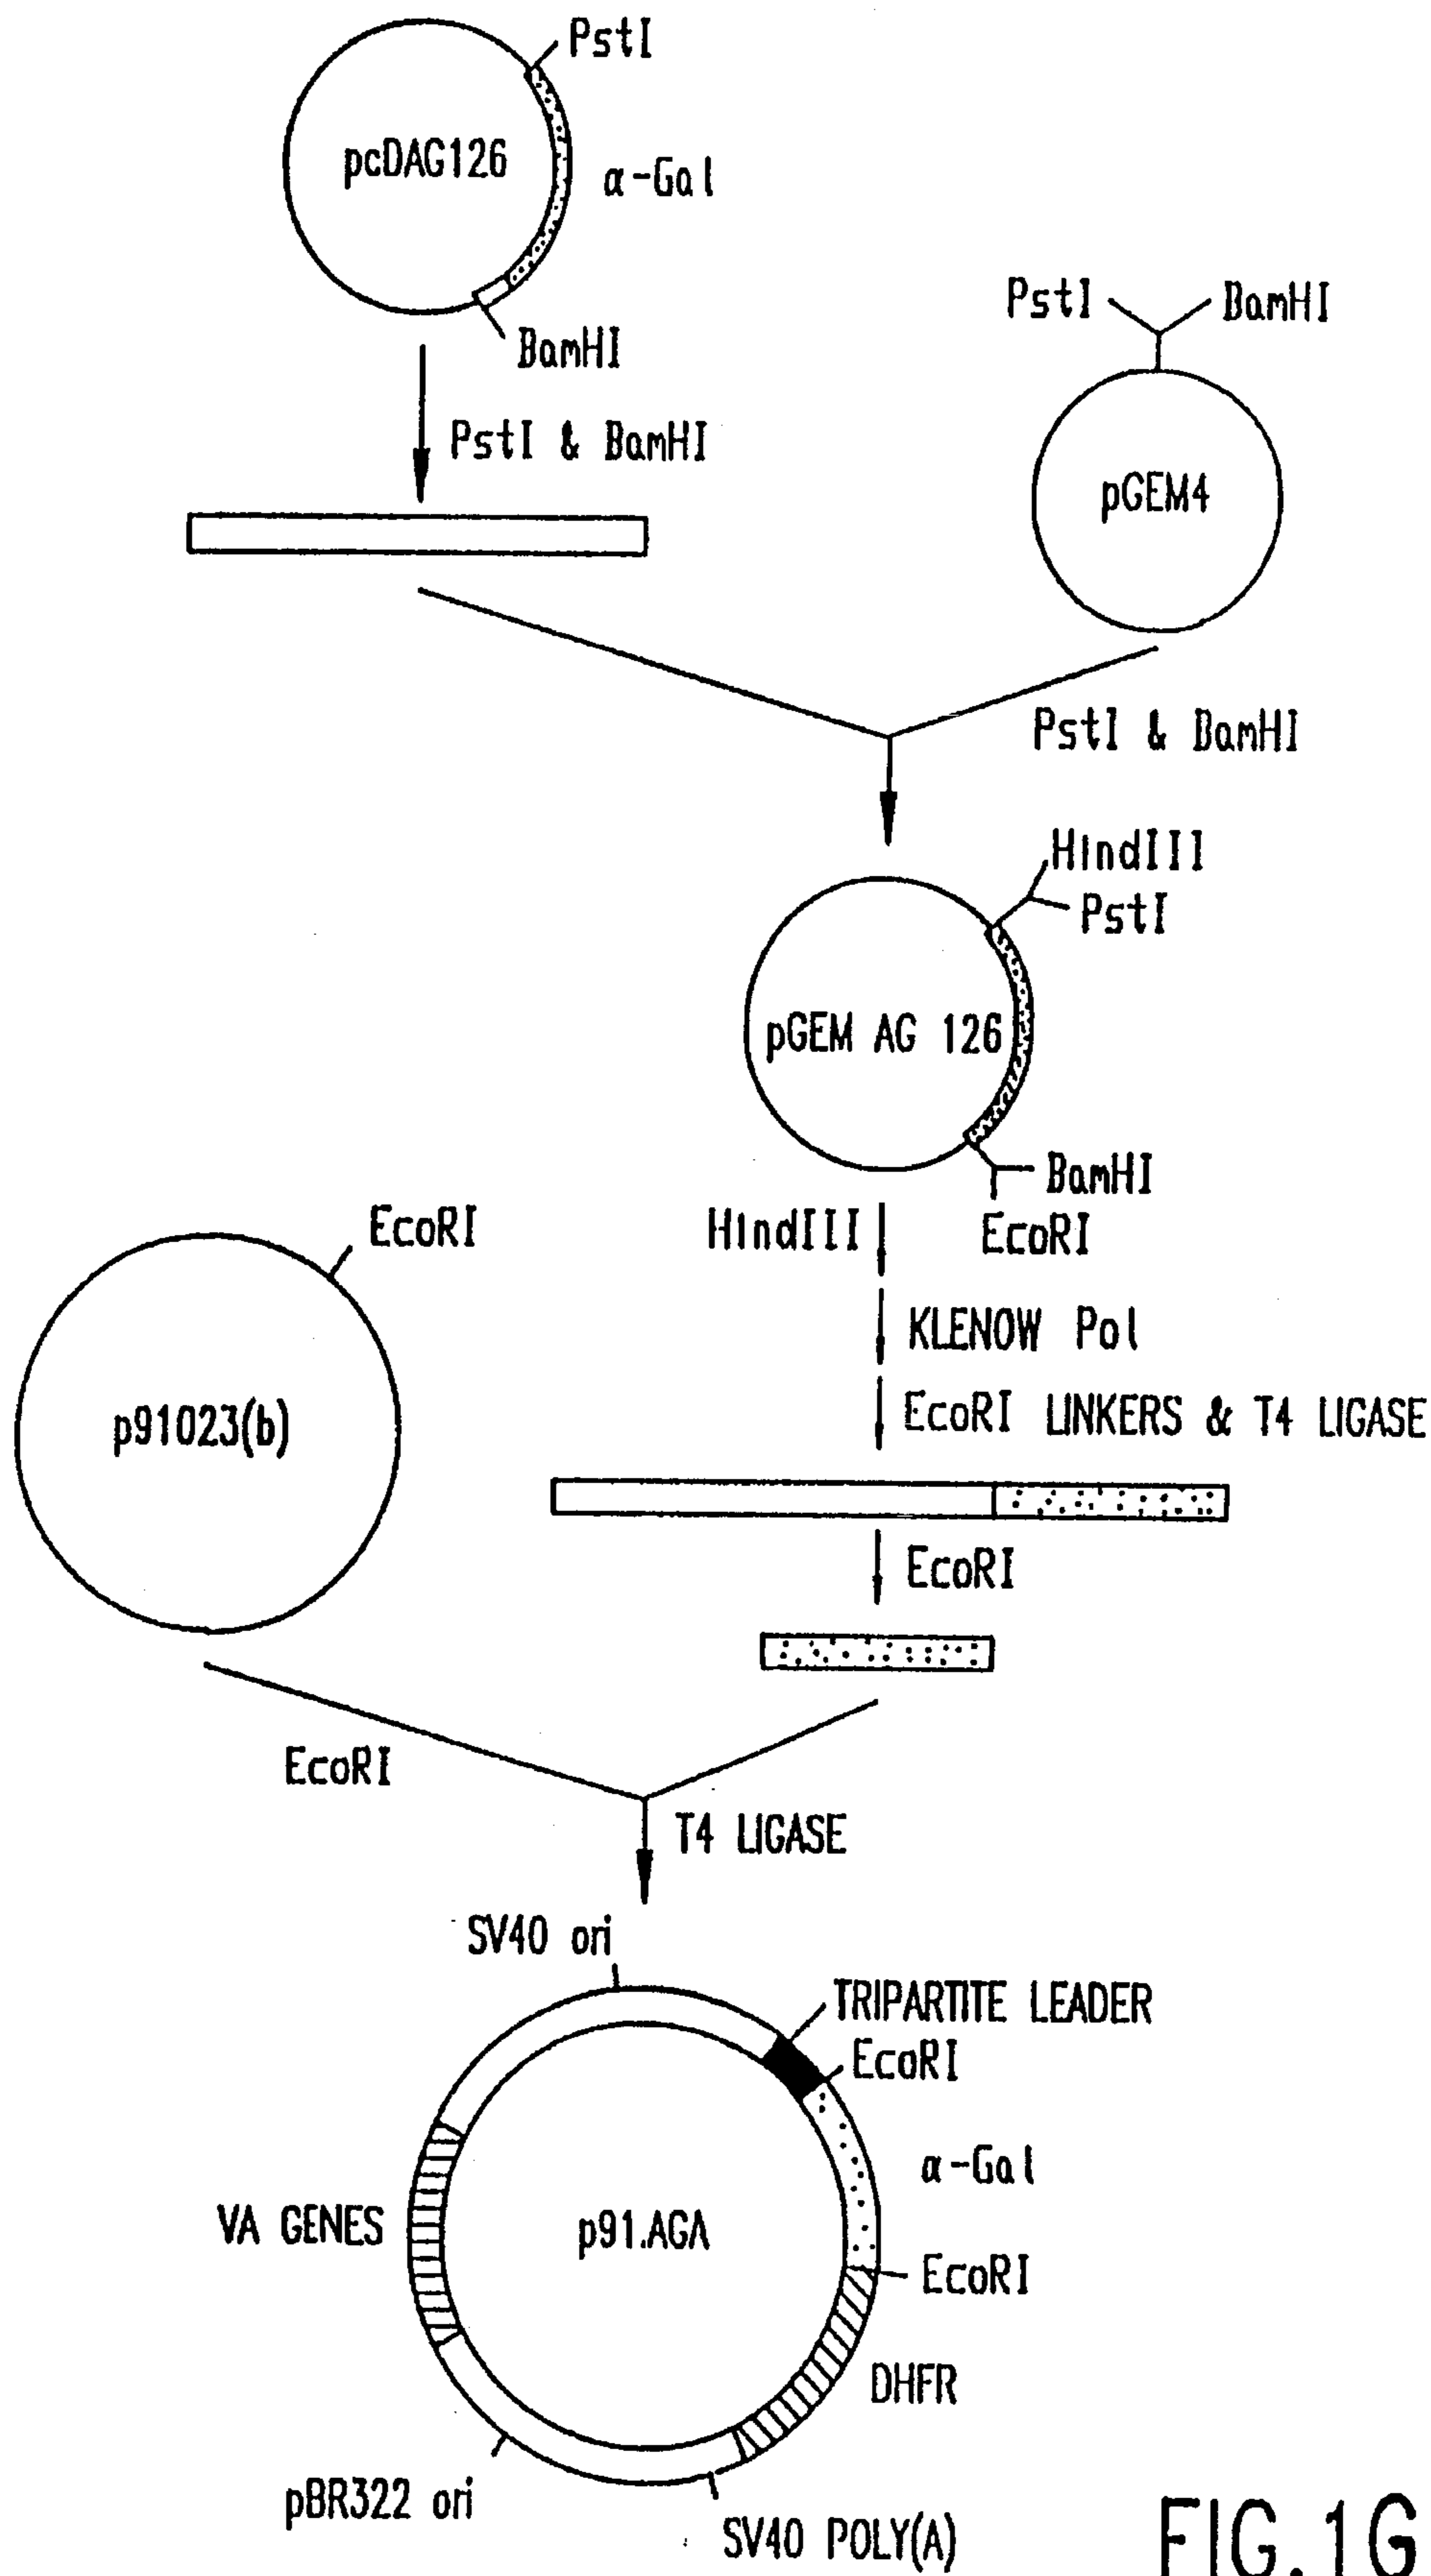 PstI
pcDAG126
α-Gal
BamHI
PstI & BamHI
PstI
BamHI
pGEM4
PstI & BamHI
HindIII
PstI
pGEM AG 126
BamHI
EcoRI
HindIII
KLENOW Pol
EcoRI LINKERS & T4 LIGASE
EcoRI
p91023(b)
EcoRI
EcoRI
T4 LIGASE
SV40 ori
TRIPARTITE LEADER
EcoRI
α-Gal
VA GENES
p91.AGA
EcoRI
DHFR
pBR322 ori
SV40 POLY(A)
FIG.1G